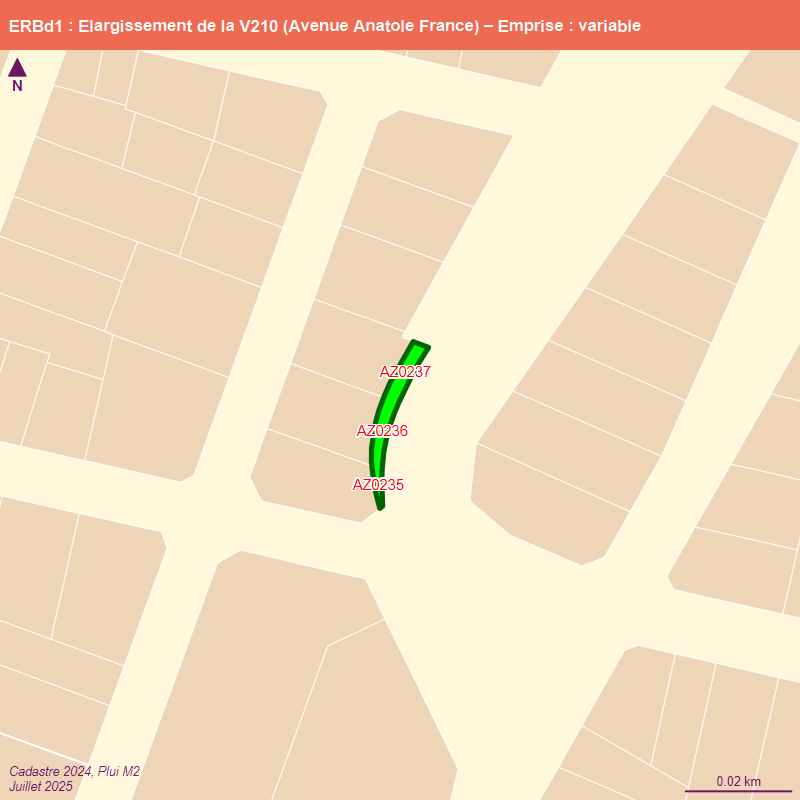 ERBd1 : Elargissement de la V210 (Avenue Anatole France) – Emprise : variable
N
AZ0237
AZ0236
AZ0235
Cadastre 2024, Plui M2
Juillet 2025
0.02 km